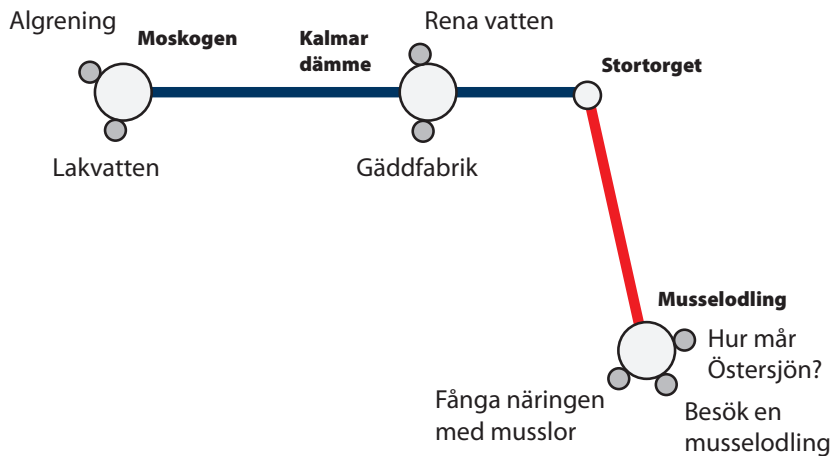 Algrening
Moskogen
Lakvatten
Kalmar
dämme
Rena vatten
Gäddfabrik
Stortorget
Musselodling
Hur mår
Östersjön?
Fånga näringen
med musslor
Besök en
musselodling